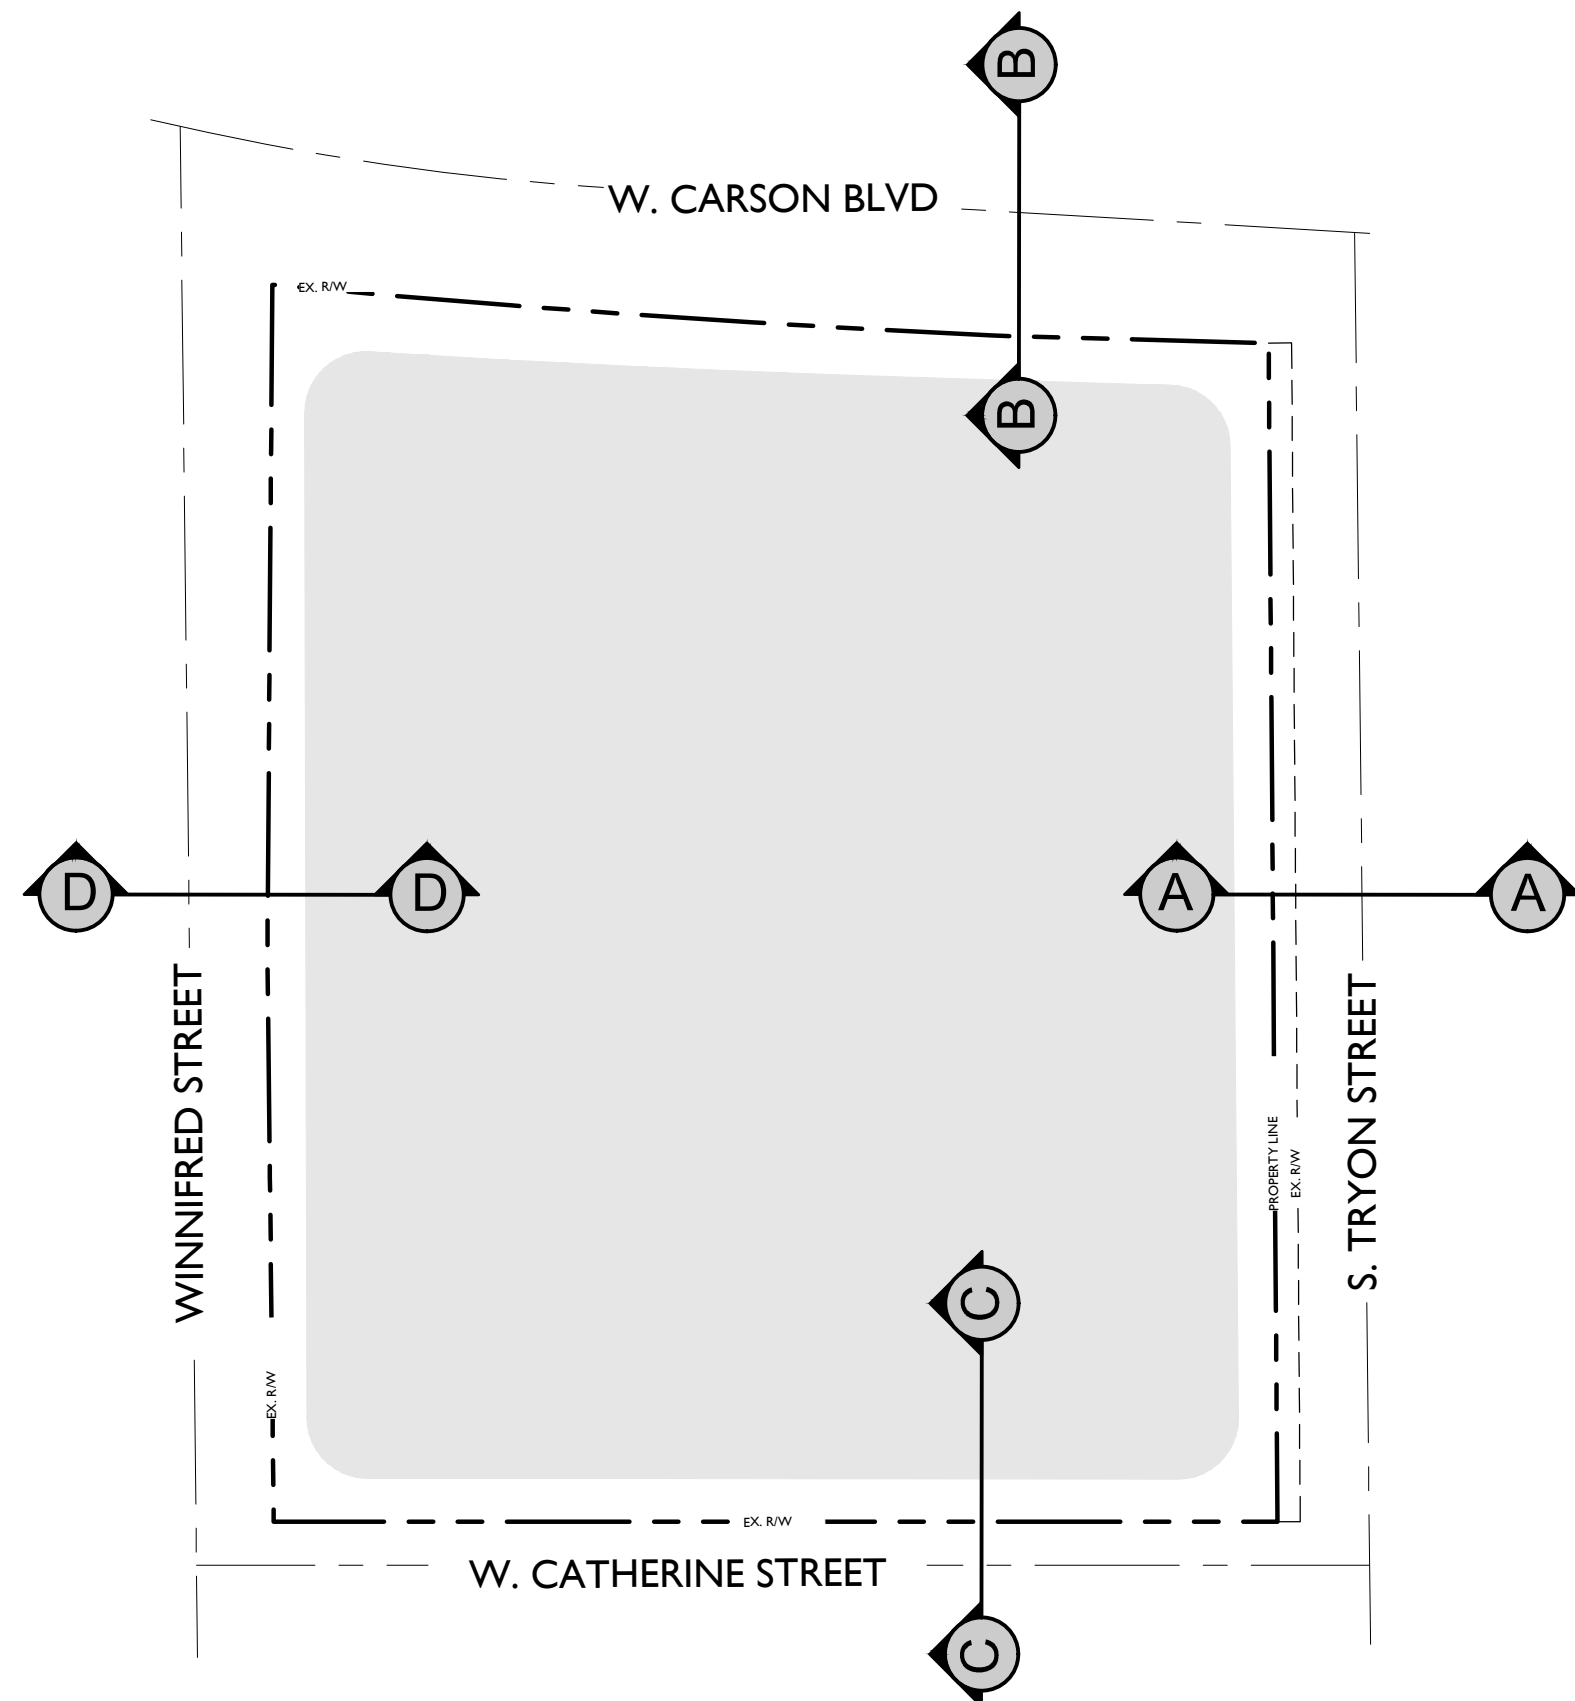 B
W. CARSON BLVD
EX. R/W
B
D
D
A
A
WINNIFRED STREET
S. TRYON STREET
PROPERTY LINE
EX. R/W
C
EX. R/W
EX. R/W
W. CATHERINE STREET
C